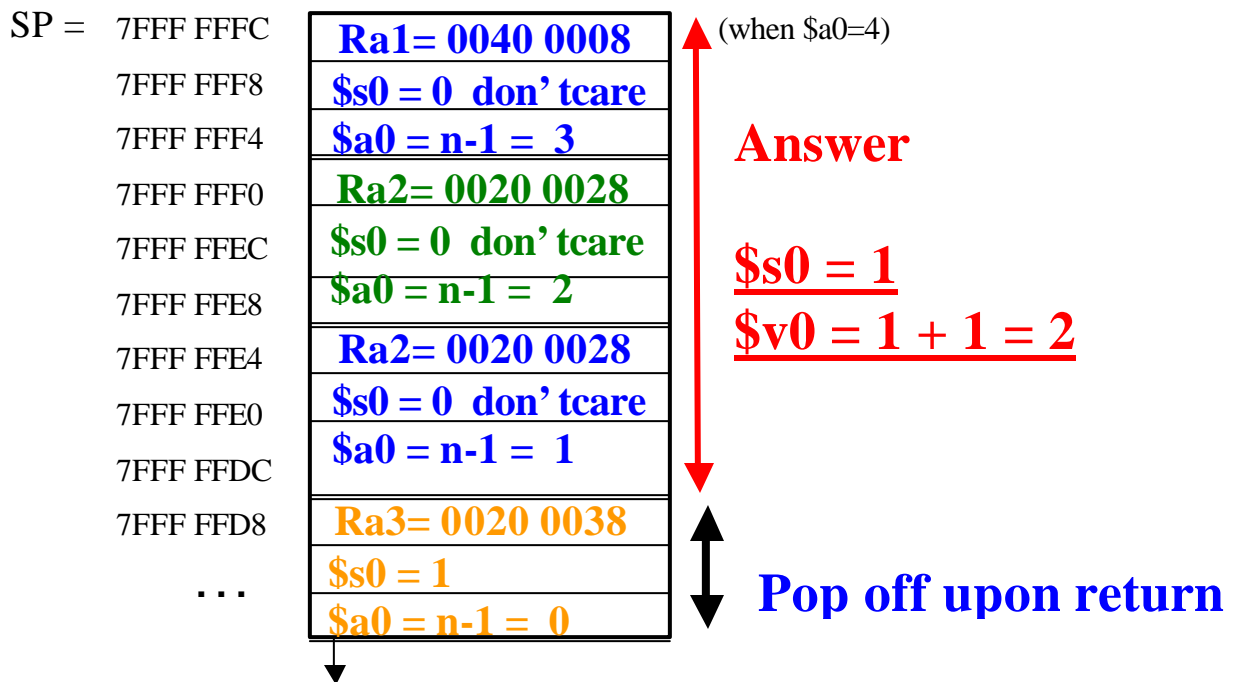 SP = 7FFF FFFC Ra1= 0040 0008 (when $a0=4)
7FFF FFF8 $s0 = 0 don’ tcare
7FFF FFF4 $a0 = n-1 = 3
Answer
7FFF FFF0 Ra2= 0020 0028
7FFF FFEC $s0 = 0 don’ tcare
$s0 = 1
7FFF FFE8 $a0 = n-1 = 2
$v0 = 1 + 1 = 2
7FFF FFE4 Ra2= 0020 0028
7FFF FFE0 $s0 = 0 don’ tcare
7FFF FFDC $a0 = n-1 = 1
7FFF FFD8 Ra3= 0020 0038
. . . $s0 = 1
Pop off upon return
$a0 = n-1 = 0